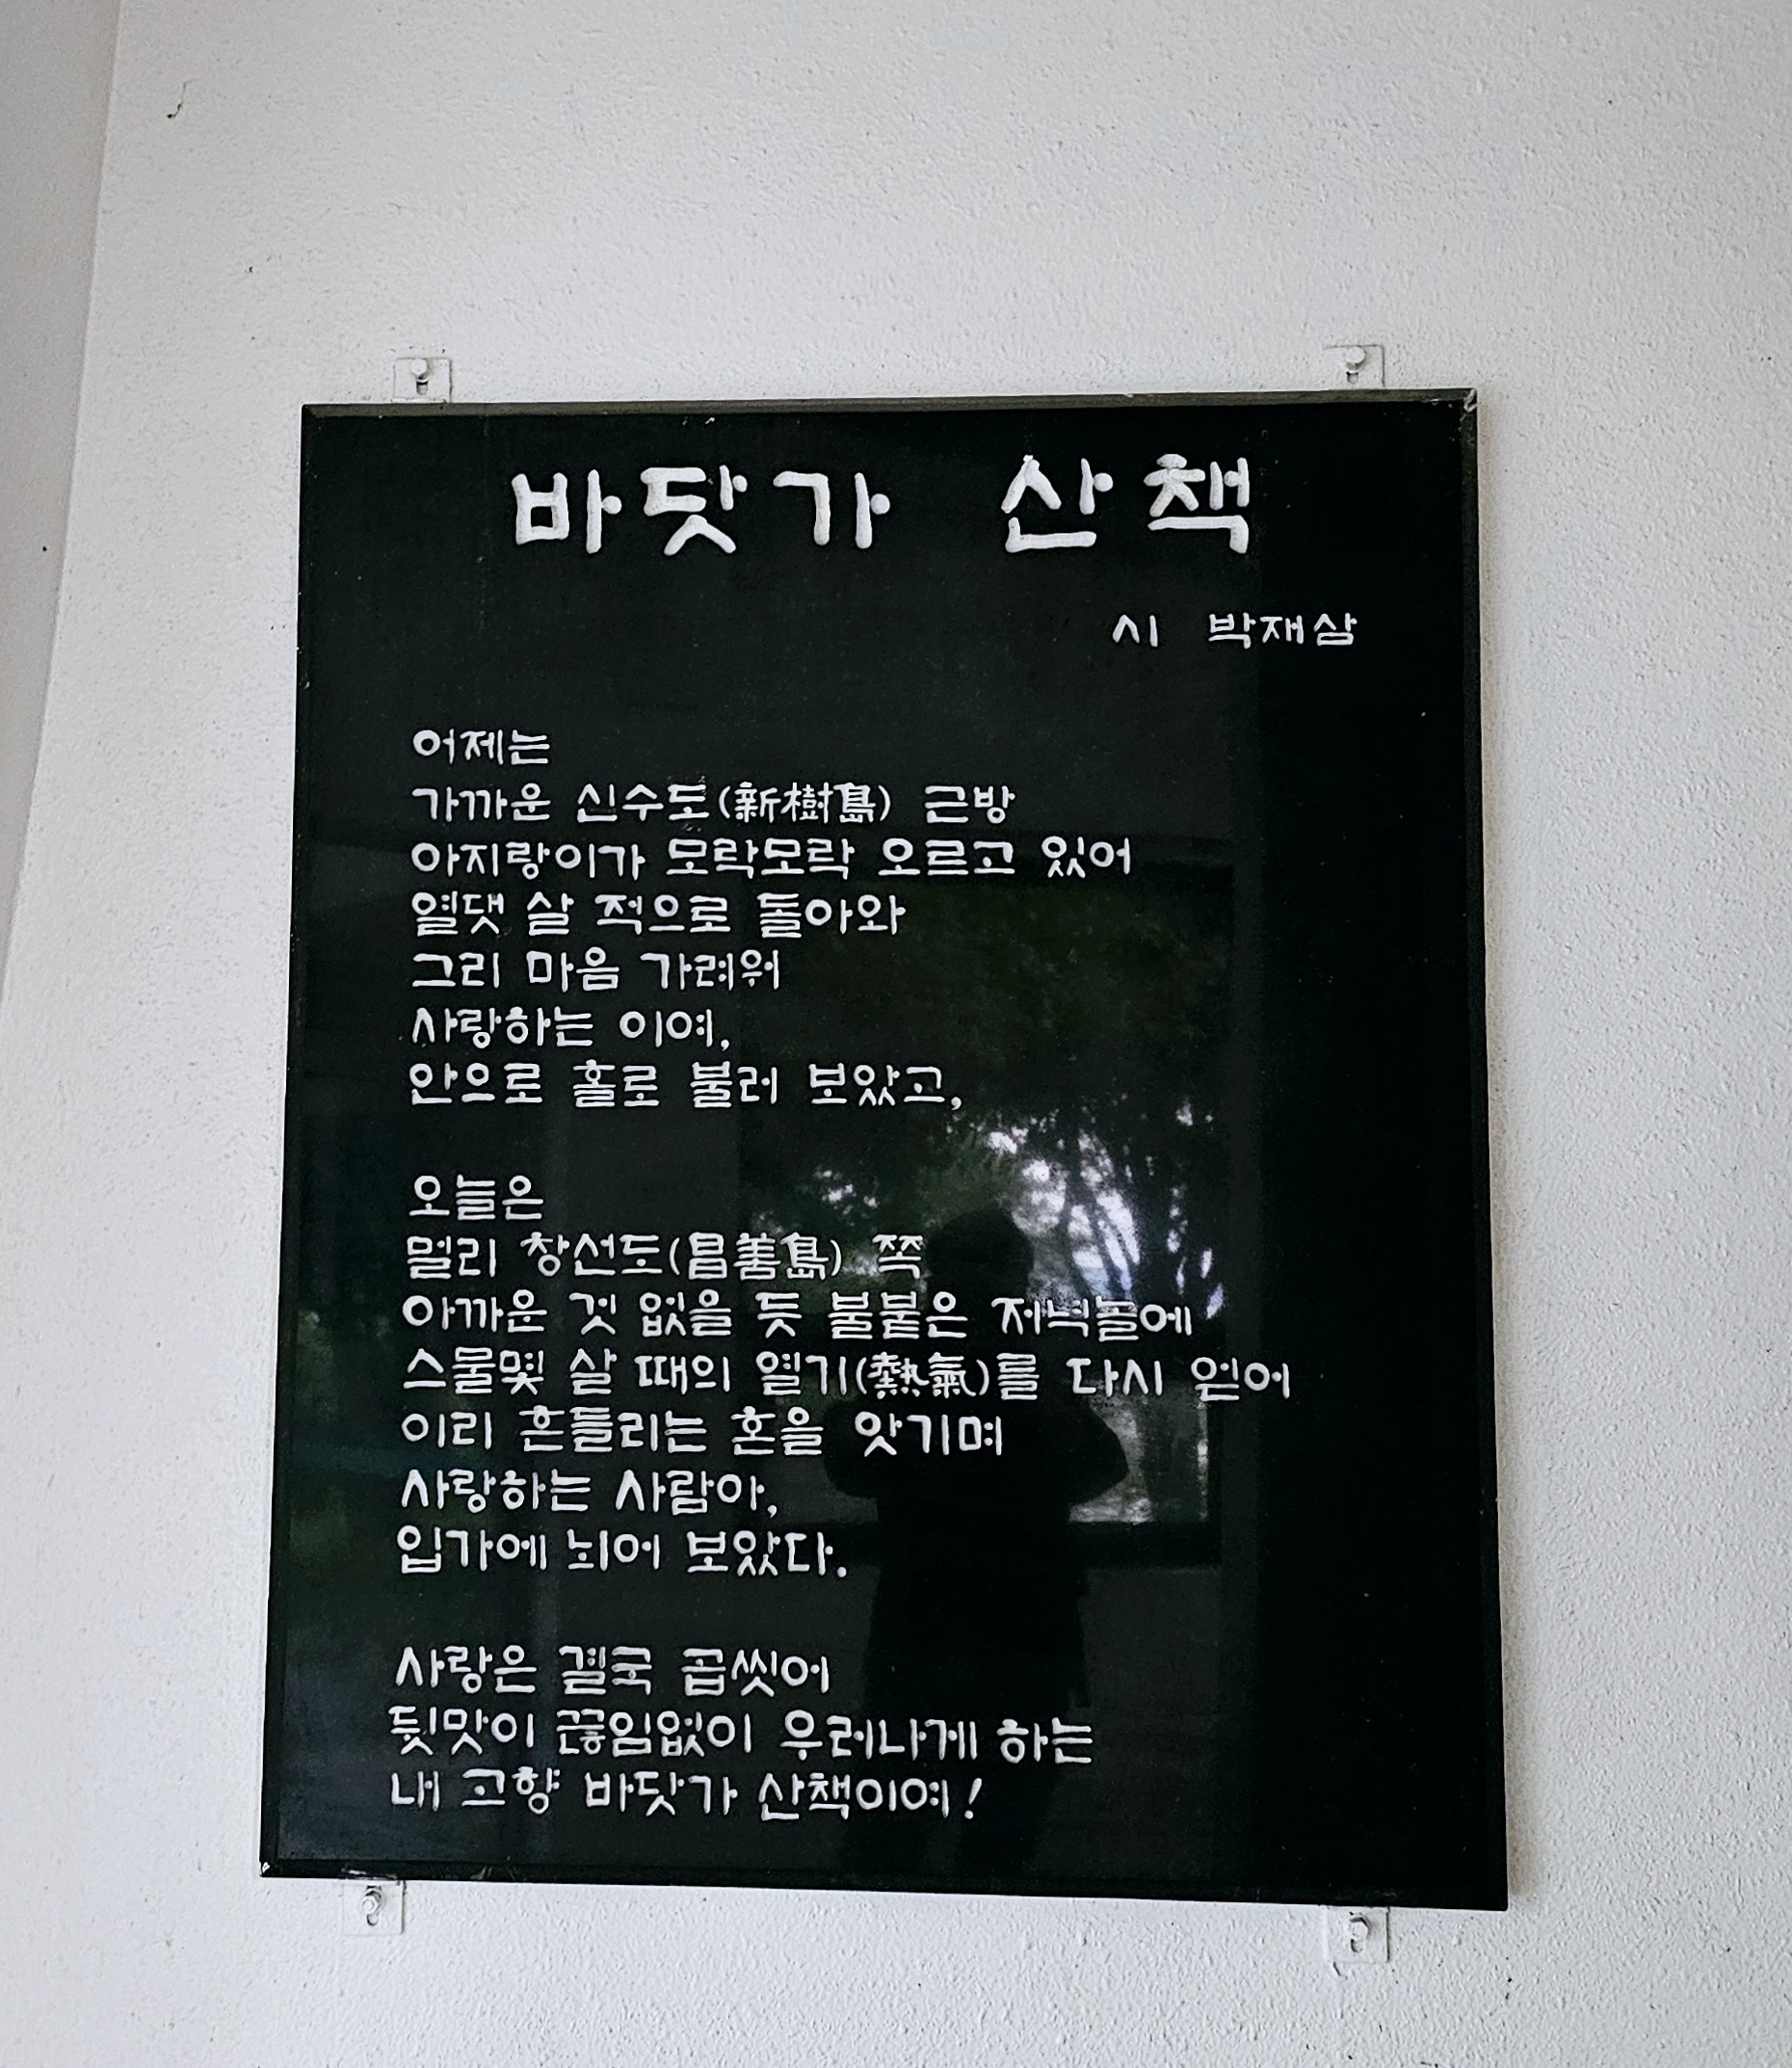 바닷가 산책
시 박재삼
어제는
가까운 신수도(新樹島) 근방
아지랑이가 모락모락 오르고 있어
열댓 살 적으로 돌아와
그리 마음 가려워
사랑하는 이여,
안으로 홀로 불러 보았고,
오늘은
멀리 창선도(昌善島) 쪽
아까운 것 없을 듯 불붙은 저녁놀에
스물몇 살 때의 열기(熱氣)를 다시 얻어
이리 흔들리는 혼을 앗기며
사랑하는 사람아,
입가에 뇌어 보았다.
사랑은 결국 곱씻어
뒷맛이 끊임없이 우러나게 하는
내 고향 바닷가 산책이여!